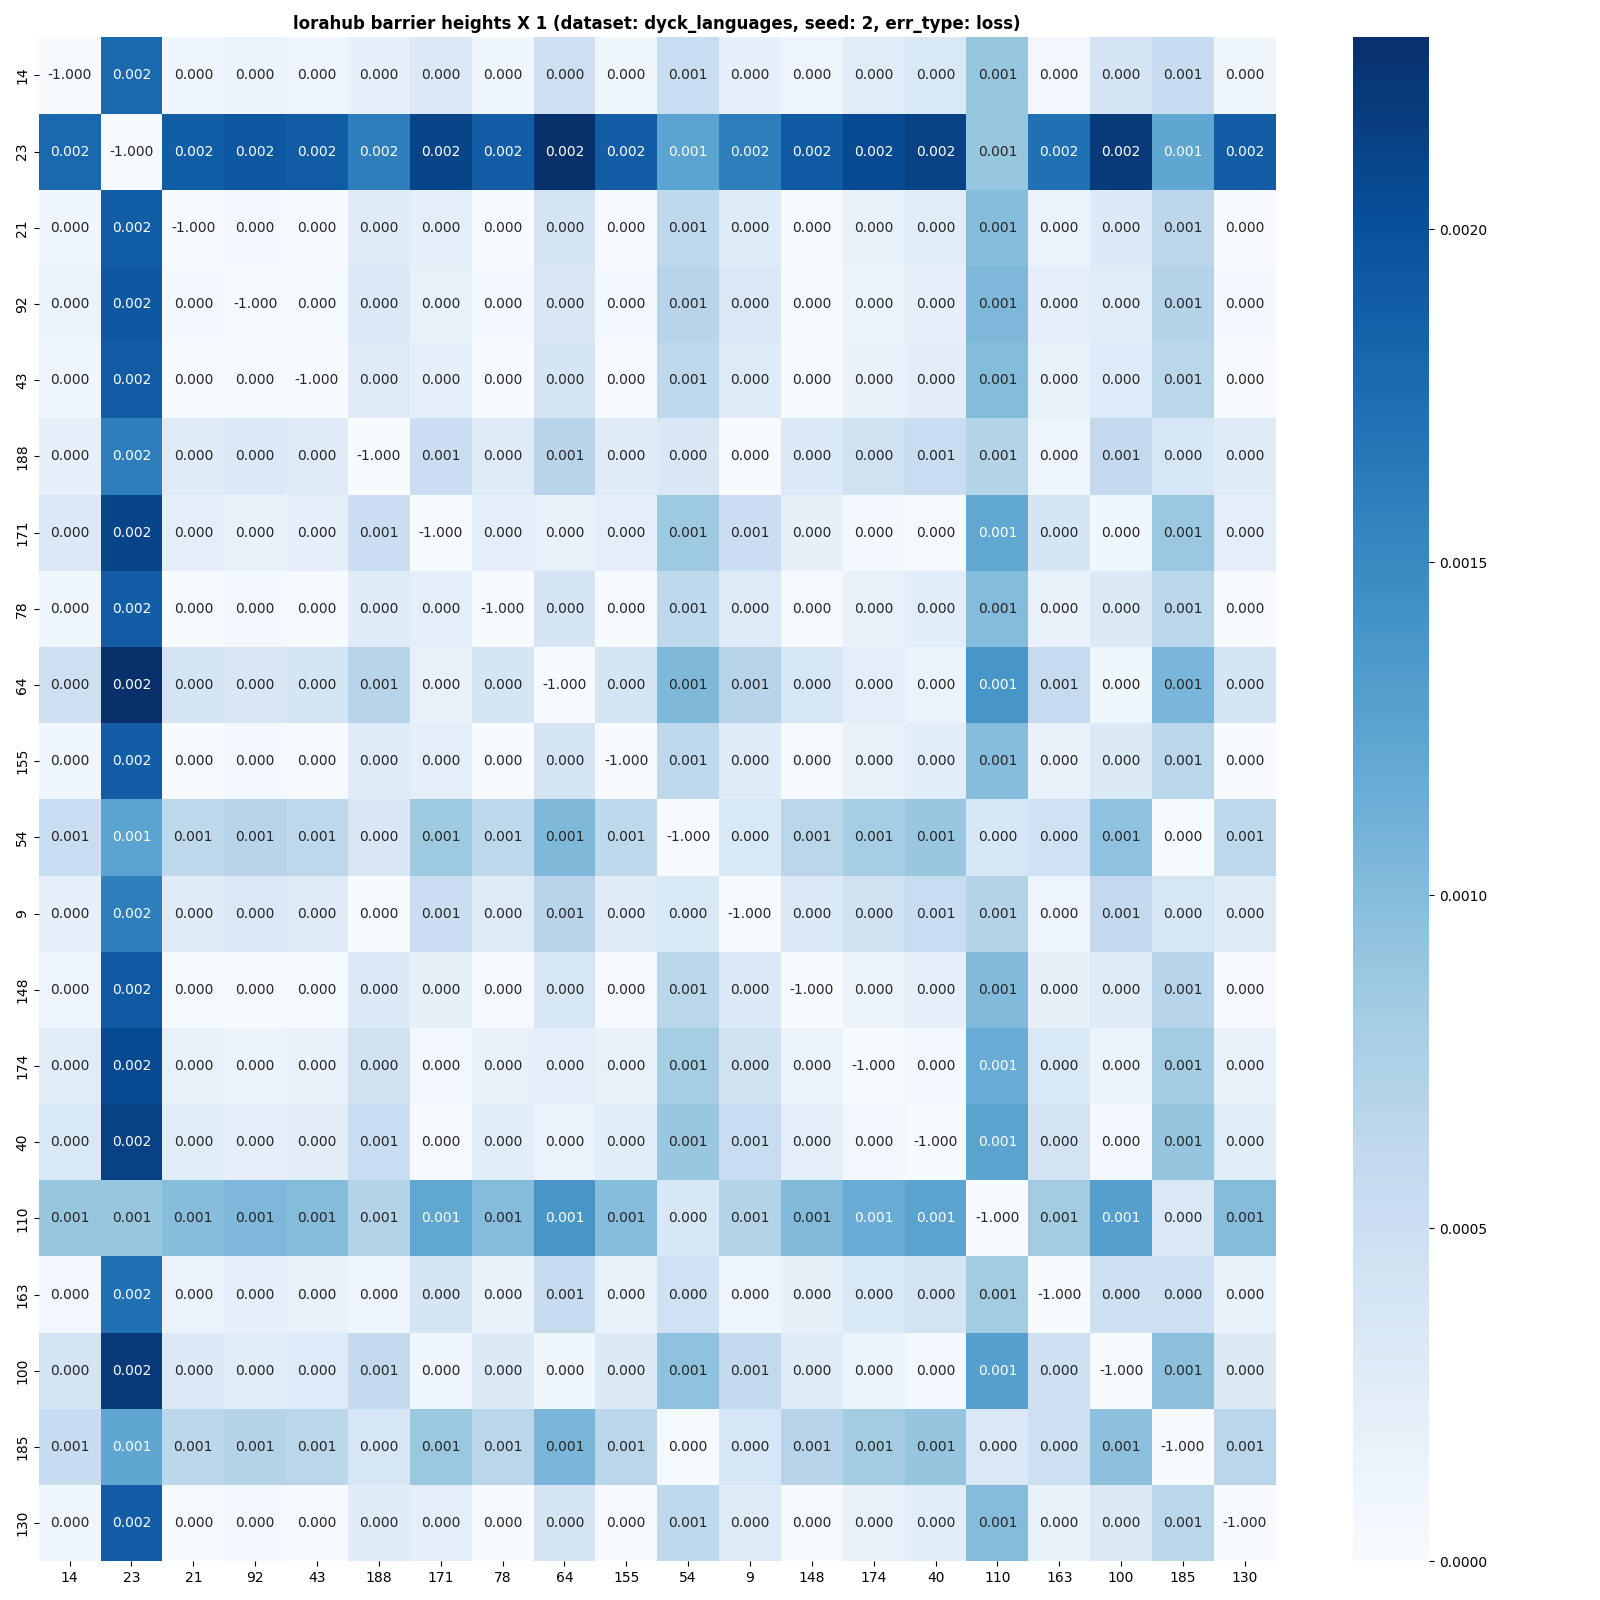 lorahub barrier heights X 1 (dataset: dyck_languages, seed: 2, err_type: loss)
14 -1.000 0.002 0.000 0.000 0.000 0.000 0.000 0.000 0.000 0.000 0.001 0.000 0.000 0.000 0.000 0.001 0.000 0.000 0.001 0.000
23 0.002 -1.000 0.002 0.002 0.002 0.002 0.002 0.002 0.002 0.002 0.001 0.002 0.002 0.002 0.002 0.001 0.002 0.002 0.001 0.002
21 0.000 0.002 -1.000 0.000 0.000 0.000 0.000 0.000 0.000 0.000 0.001 0.000 0.000 0.000 0.000 0.001 0.000 0.000 0.001 0.000
0.0020
92 0.000 0.002 0.000 -1.000 0.000 0.000 0.000 0.000 0.000 0.000 0.001 0.000 0.000 0.000 0.000 0.001 0.000 0.000 0.001 0.000
43 0.000 0.002 0.000 0.000 -1.000 0.000 0.000 0.000 0.000 0.000 0.001 0.000 0.000 0.000 0.000 0.001 0.000 0.000 0.001 0.000
188 0.000 0.002 0.000 0.000 0.000 -1.000 0.001 0.000 0.001 0.000 0.000 0.000 0.000 0.000 0.001 0.001 0.000 0.001 0.000 0.000
171 0.000 0.002 0.000 0.000 0.000 0.001 -1.000 0.000 0.000 0.000 0.001 0.001 0.000 0.000 0.000 0.001 0.000 0.000 0.001 0.000
0.0015
78 0.000 0.002 0.000 0.000 0.000 0.000 0.000 -1.000 0.000 0.000 0.001 0.000 0.000 0.000 0.000 0.001 0.000 0.000 0.001 0.000
64 0.000 0.002 0.000 0.000 0.000 0.001 0.000 0.000 -1.000 0.000 0.001 0.001 0.000 0.000 0.000 0.001 0.001 0.000 0.001 0.000
155 0.000 0.002 0.000 0.000 0.000 0.000 0.000 0.000 0.000 -1.000 0.001 0.000 0.000 0.000 0.000 0.001 0.000 0.000 0.001 0.000
54 0.001 0.001 0.001 0.001 0.001 0.000 0.001 0.001 0.001 0.001 -1.000 0.000 0.001 0.001 0.001 0.000 0.000 0.001 0.000 0.001
0.0010
9 0.000 0.002 0.000 0.000 0.000 0.000 0.001 0.000 0.001 0.000 0.000 -1.000 0.000 0.000 0.001 0.001 0.000 0.001 0.000 0.000
148 0.000 0.002 0.000 0.000 0.000 0.000 0.000 0.000 0.000 0.000 0.001 0.000 -1.000 0.000 0.000 0.001 0.000 0.000 0.001 0.000
174 0.000 0.002 0.000 0.000 0.000 0.000 0.000 0.000 0.000 0.000 0.001 0.000 0.000 -1.000 0.000 0.001 0.000 0.000 0.001 0.000
40 0.000 0.002 0.000 0.000 0.000 0.001 0.000 0.000 0.000 0.000 0.001 0.001 0.000 0.000 -1.000 0.001 0.000 0.000 0.001 0.000
110 0.001 0.001 0.001 0.001 0.001 0.001 0.001 0.001 0.001 0.001 0.000 0.001 0.001 0.001 0.001 -1.000 0.001 0.001 0.000 0.001
0.0005
163 0.000 0.002 0.000 0.000 0.000 0.000 0.000 0.000 0.001 0.000 0.000 0.000 0.000 0.000 0.000 0.001 -1.000 0.000 0.000 0.000
100 0.000 0.002 0.000 0.000 0.000 0.001 0.000 0.000 0.000 0.000 0.001 0.001 0.000 0.000 0.000 0.001 0.000 -1.000 0.001 0.000
185 0.001 0.001 0.001 0.001 0.001 0.000 0.001 0.001 0.001 0.001 0.000 0.000 0.001 0.001 0.001 0.000 0.000 0.001 -1.000 0.001
130 0.000 0.002 0.000 0.000 0.000 0.000 0.000 0.000 0.000 0.000 0.001 0.000 0.000 0.000 0.000 0.001 0.000 0.000 0.001 -1.000
0.0000
14 23 21 92 43 188 171 78 64 155 54 9 148 174 40 110 163 100 185 130